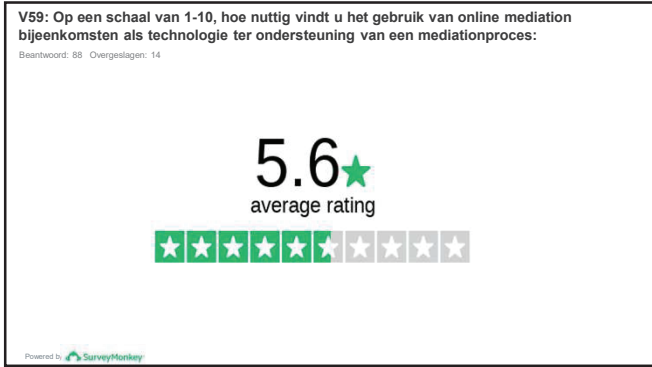 V59: Op een schaal van 1-10, hoe nuttig vindt u het gebruik van online mediation
bijeenkomsten als technologie ter ondersteuning van een mediationproces:
Beantwoord: 88 Overgeslagen: 14
5.6
average rating
Powered by SurveyMonkey